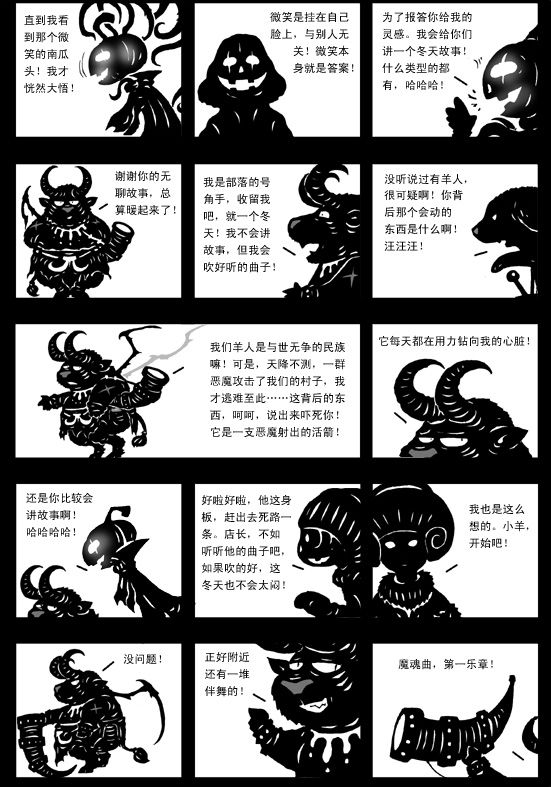 直到我看
到那个微
笑的南瓜
头！我才
恍然大悟！
微笑是挂在自己
脸上，与别人无
关！微笑本
身就是答案！
为了报答你给我的
灵感。我会给你们
讲一个冬天故事！
什么类型的都
有，哈哈哈！
谢谢你的无
聊故事，总
算暖起来了！
我是部落的号
角手，收留我
吧，就一个冬
天！我不会讲
故事，但我会
吹好听的曲子！
没听说过有羊人，
很可疑啊！你背
后那个会动的
东西是什么啊！
汪汪汪！
我们羊人是与世无争的民族
嘛！可是，天降不测，一群
恶魔攻击了我们的村子，我
才逃难至此……这背后的东
西，呵呵，说出来吓死你！
它是一支恶魔射出的活箭！
它每天都在用力钻向我的心脏！
还是你比较会
讲故事啊！
哈哈哈哈！
好啦好啦，他这身
板，赶出去死路一
条。店长，不如
听听他的曲子吧，
如果吹的好，这
冬天也不会太闷！
我也是这么
想的。小羊，
开始吧！
没问题！
正好附近
还有一堆
伴舞的！
魔魂曲，第一乐章！